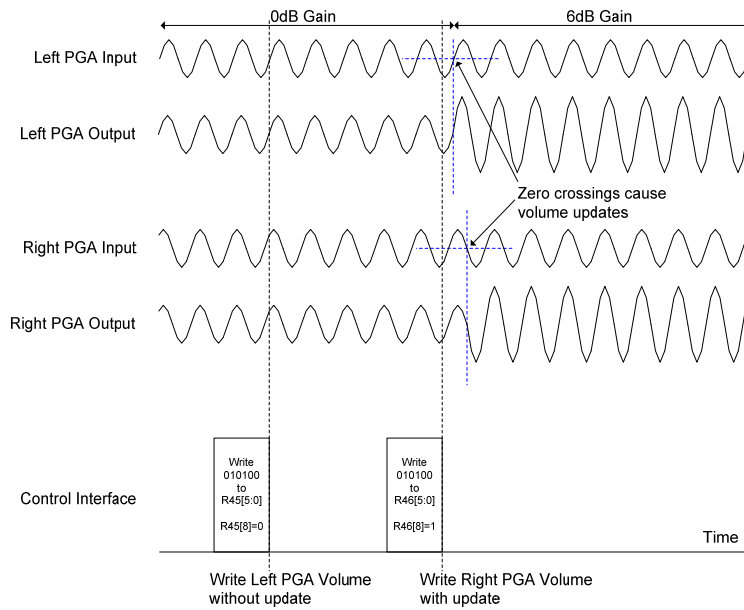 0dB Gain
6dB Gain
Left PGA Input
Left PGA Output
Zero crossings cause
volume updates
Right PGA Input
Right PGA Output
Write
010100
to
R45[5:0]
R45[8]=0
Write
010100
to
R46[5:0]
R46[8]=1
Control Interface
Time
Write Left PGA Volume
without update
Write Right PGA Volume
with update